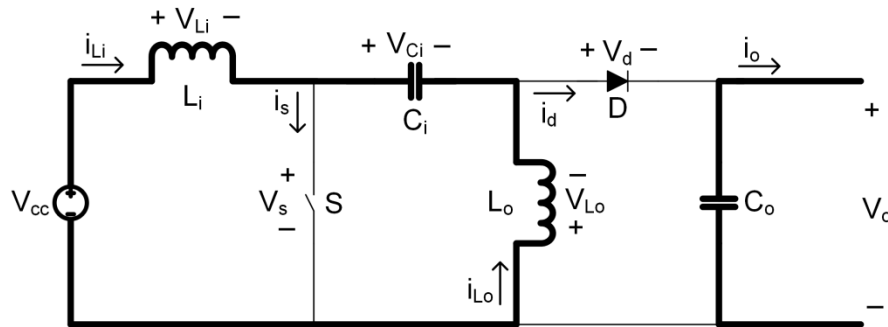 + V_Li −
i_Li
L_i
+ V_Ci −
C_i
+ V_d −
D
i_d
i_o
i_s
V_cc
+
−
+
V_s
−
S
L_o
−
V_Lo
+
i_Lo
C_o
+
V_o
−